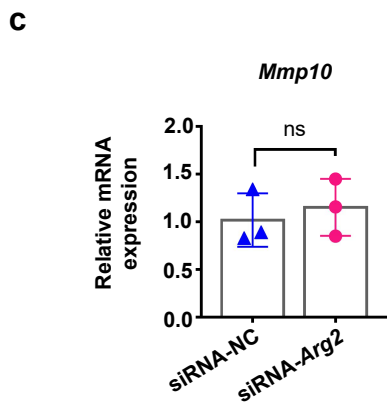 c
Mmp10
ns
Relative mRNA
expression
2.0
1.5
1.0
0.5
0.0
siRNA-NC
siRNA-Arg2